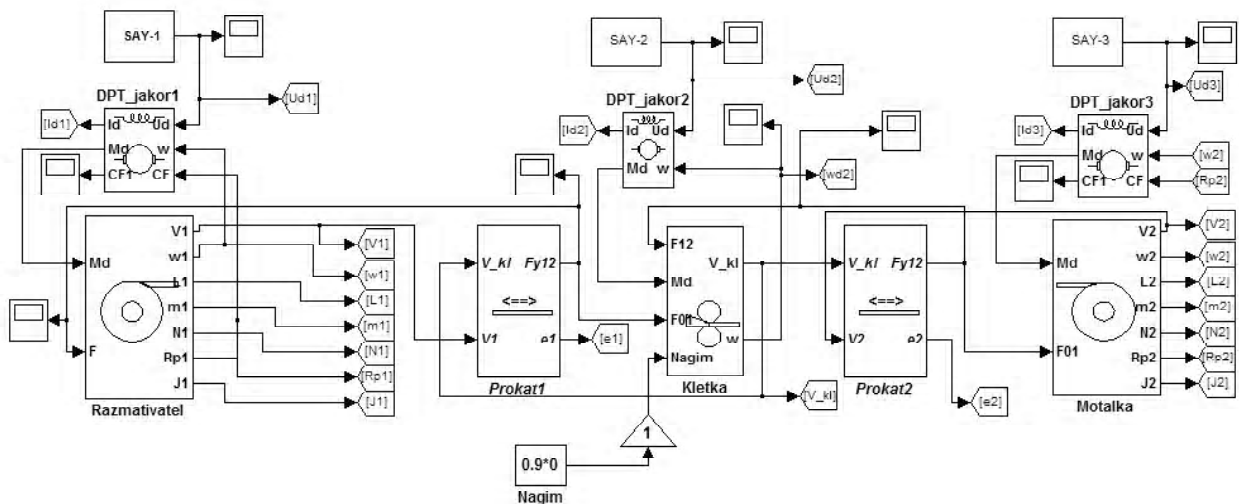 SAY-1
SAY-2
SAY-3
[Ud1]
[Ud2]
[Ud3]
DPT_jakor1
DPT_jakor2
DPT_jakor3
[Id1]
Id
Ud
Md
w
CF1
CF
[Id2]
Id
Ud
Md
w
[wd2]
[Id3]
Id
Ud
Md
w
CF1
CF
[w2]
[Rp2]
Md
F
V1
w1
L1
m1
N1
Rp1
J1
Razmativatel
[V1]
[w1]
[L1]
[m1]
[N1]
[Rp1]
[J1]
V_kl
Fy12
<==>
V1
e1
Prokat1
[e1]
F12
Md
F01
Nagim
V_kl
w
Kletka
[V_kl]
V_kl
Fy12
<==>
V2
e2
Prokat2
[e2]
Md
F01
V2
w2
L2
m2
N2
Rp2
J2
Motalka
[V2]
[w2]
[L2]
[m2]
[N2]
[Rp2]
[J2]
1
0.9*0
Nagim